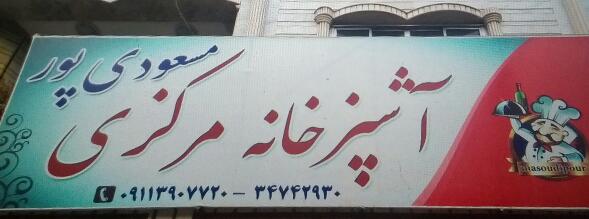 مسعودی پور
آشپزخانه مرکزی
۰۹۱۱۳۹۰۷۷۲۰ - ۳۴۷۴۲۹۳۰
masoudipour